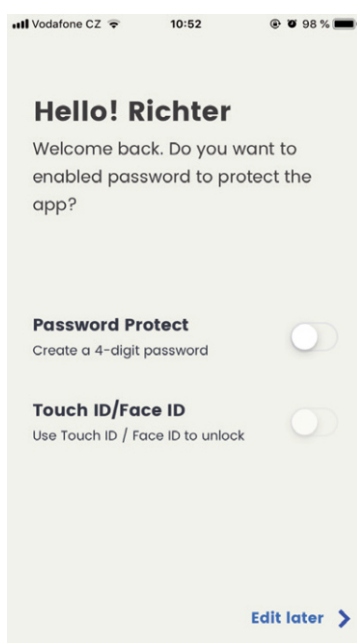 Vodafone CZ 10:52 98 %
Hello! Richter
Welcome back. Do you want to
enabled password to protect the
app?
Password Protect
Create a 4-digit password
Touch ID/Face ID
Use Touch ID / Face ID to unlock
Edit later